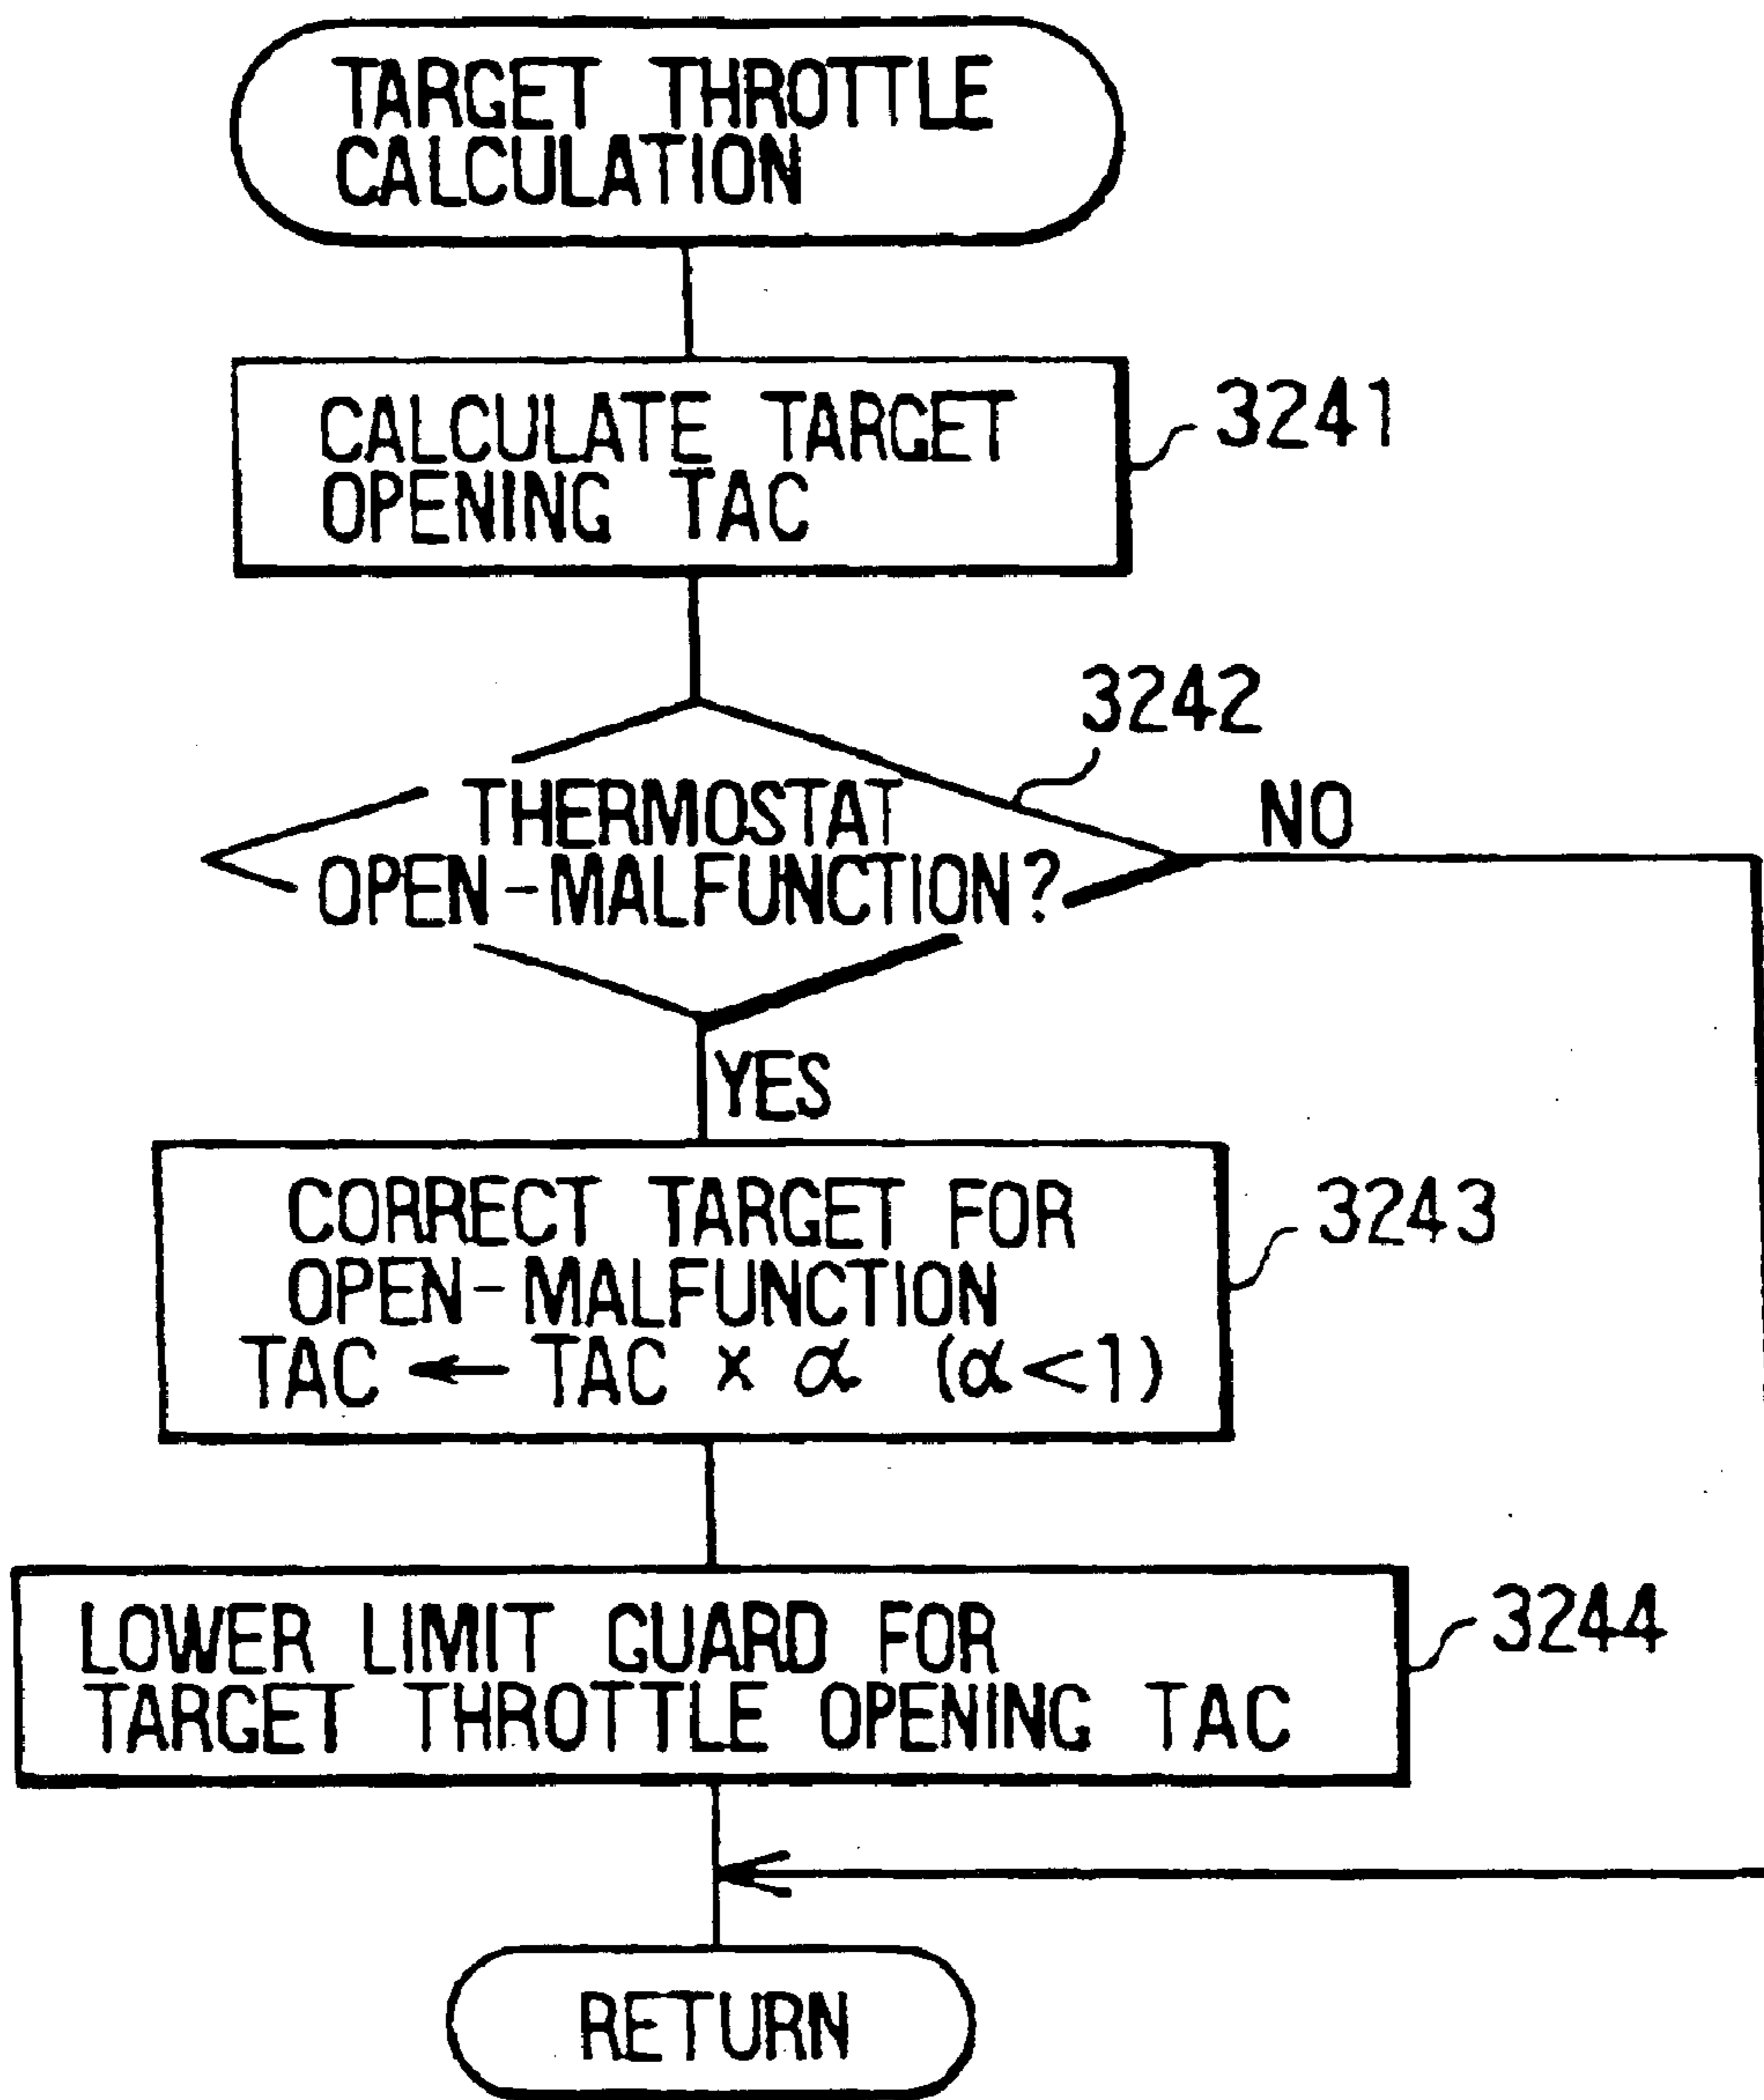 TARGET THROTTLE
CALCULATION
CALCULATE TARGET
OPENING TAC
3241
3242
THERMOSTAT
OPEN-MALFUNCTION?
NO
YES
CORRECT TARGET FOR
OPEN-MALFUNCTION
TAC ← TAC × α (α<1)
3243
LOWER LIMIT GUARD FOR
TARGET THROTTLE OPENING TAC
3244
RETURN